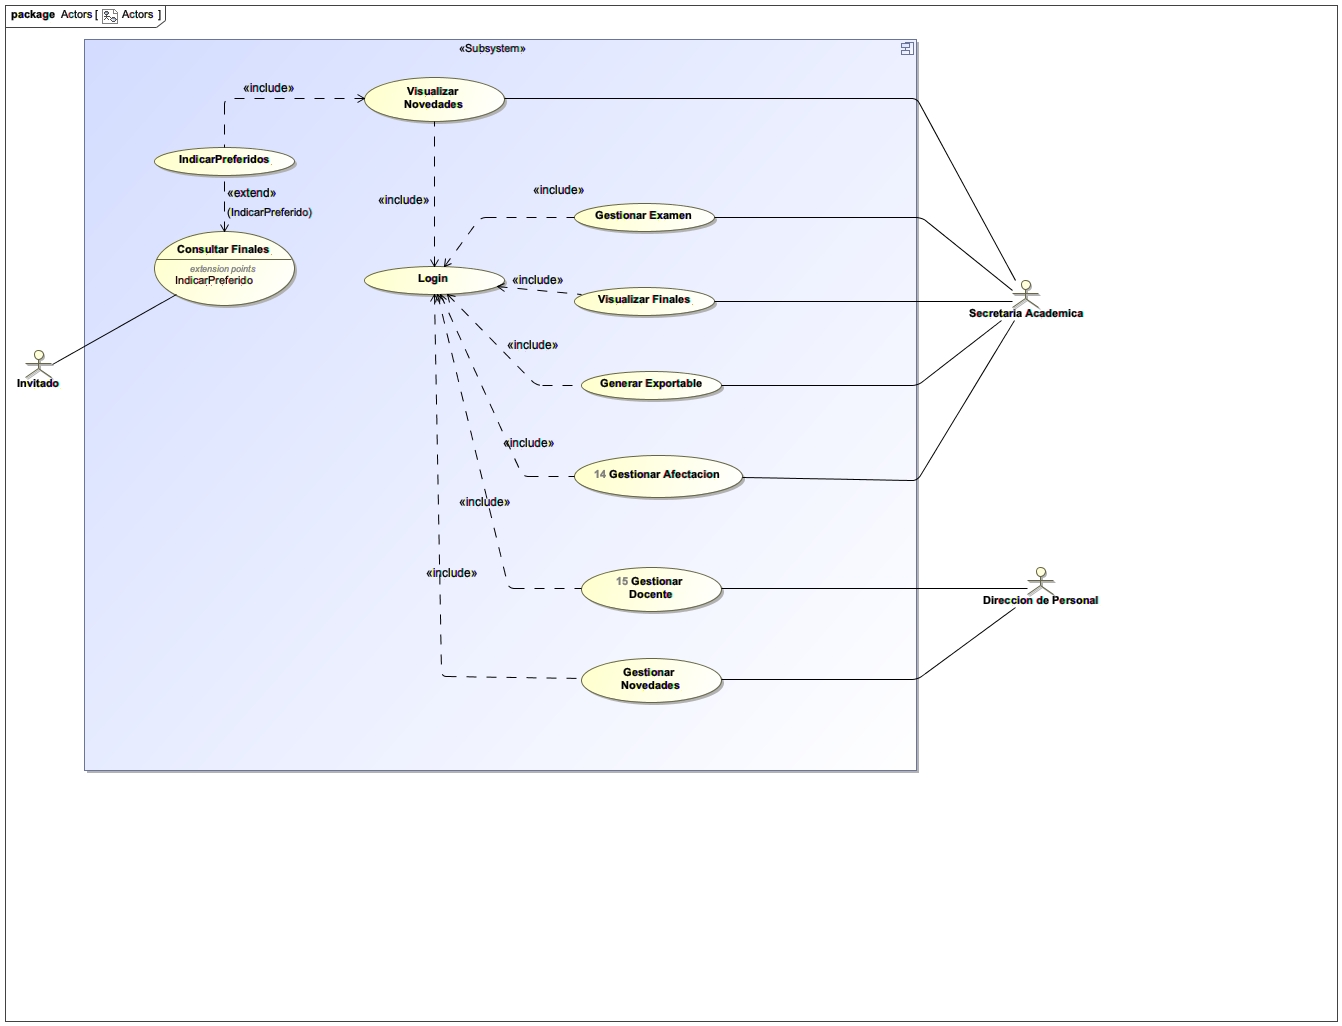 package Actors [ Actors ]
«Subsystem»
«include»
Visualizar
Novedades
IndicarPreferidos
«extend»
(IndicarPreferido)
«include»
«include»
Gestionar Examen
Consultar Finales
extension points
IndicarPreferido
Login
«include»
Visualizar Finales
Secretaria Academica
«include»
Invitado
Generar Exportable
«include»
14 Gestionar Afectacion
«include»
«include»
15 Gestionar
Docente
Direccion de Personal
Gestionar
Novedades